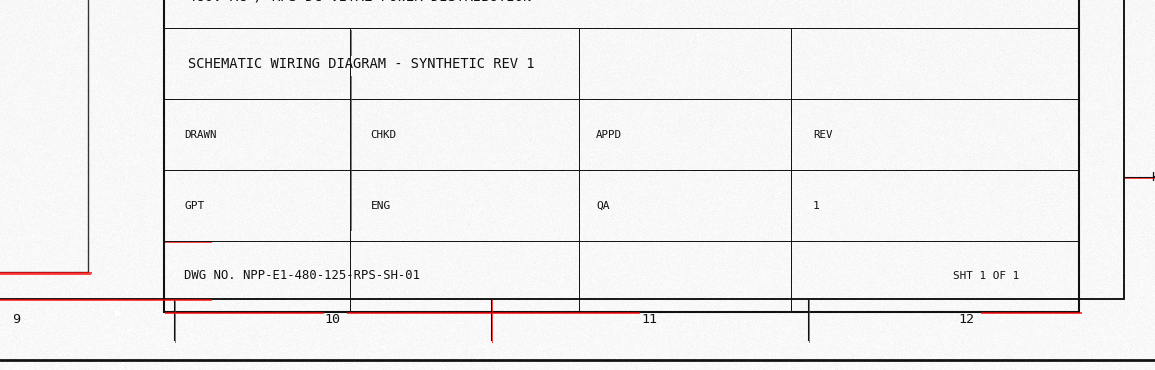 SCHEMATIC WIRING DIAGRAM - SYNTHETIC REV 1
DRAWN CHKD APPD REV
GPT ENG QA 1
DWG NO. NPP-E1-480-125-RPS-SH-01 SHT 1 OF 1
9 10 11 12